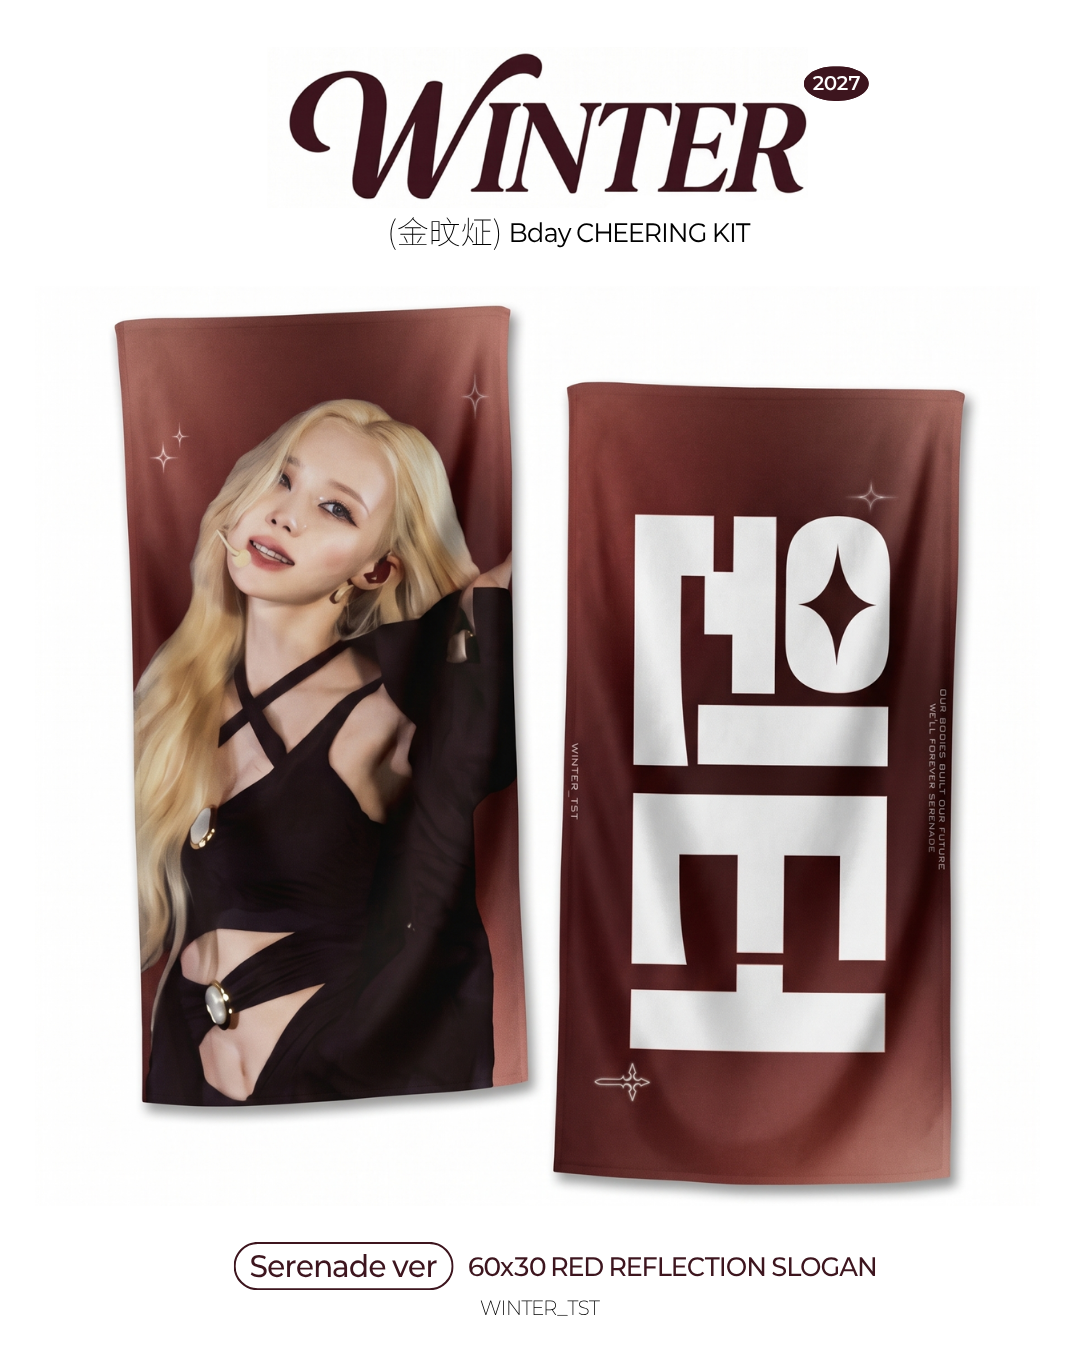 WINTER
2027
(金旼炡) Bday CHEERING KIT
윈터
OUR BODIES BUILT OUR FUTURE
WE'LL FOREVER SERENADE
WINTER_TST
Serenade ver 60x30 RED REFLECTION SLOGAN
WINTER_TST